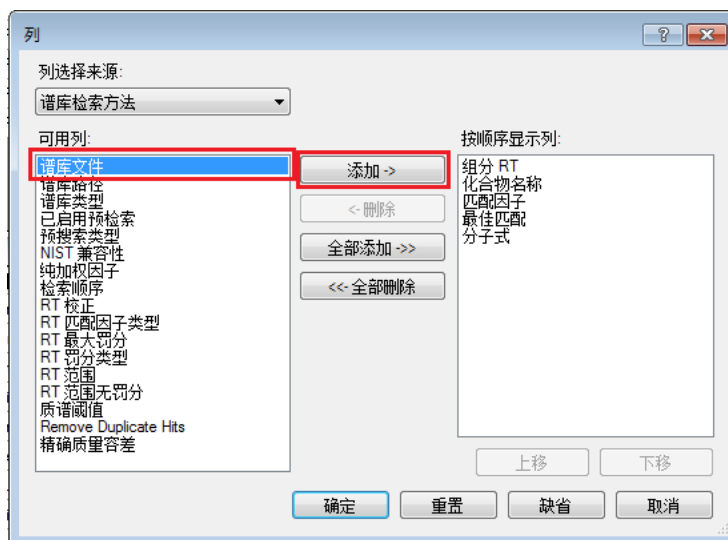 列
列选择来源:
谱库检索方法
可用列:
谱库文件
谱库路径
谱库类型
已启用预检索
预搜索类型
NIST 兼容性
纯加权因子
检索顺序
RT 校正
RT 匹配因子类型
RT 最大罚分
RT 罚分类型
RT 范围
RT 范围无罚分
质谱阈值
Remove Duplicate Hits
精确质量容差
添加 ->
<- 删除
全部添加 ->>
<<- 全部删除
按顺序显示列:
组分 RT
化合物名称
匹配因子
最佳匹配
分子式
上移
下移
确定
重置
缺省
取消